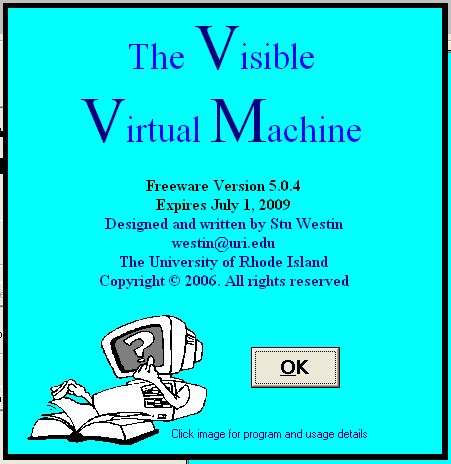 The Visible
Virtual Machine
Freeware Version 5.0.4
Expires July 1, 2009
Designed and written by Stu Westin
westin@uri.edu
The University of Rhode Island
Copyright © 2006. All rights reserved
?
OK
Click image for program and usage details